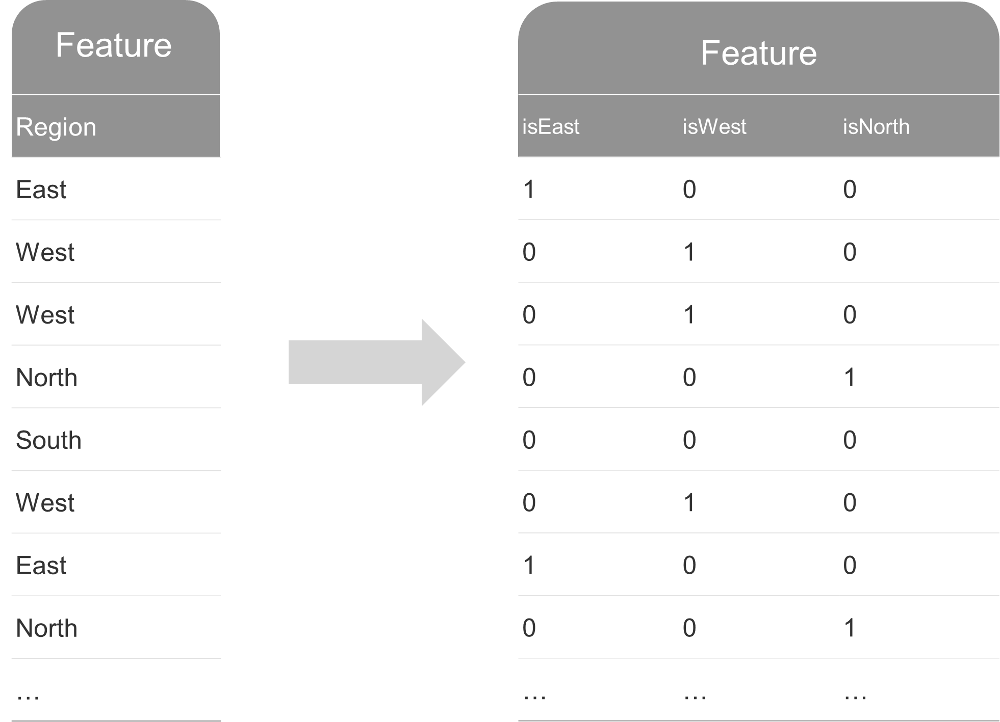 Feature
Region
East
West
West
North
South
West
East
North
…
Feature
isEast isWest isNorth
1 0 0
0 1 0
0 1 0
0 0 1
0 0 0
0 1 0
1 0 0
0 0 1
… … …